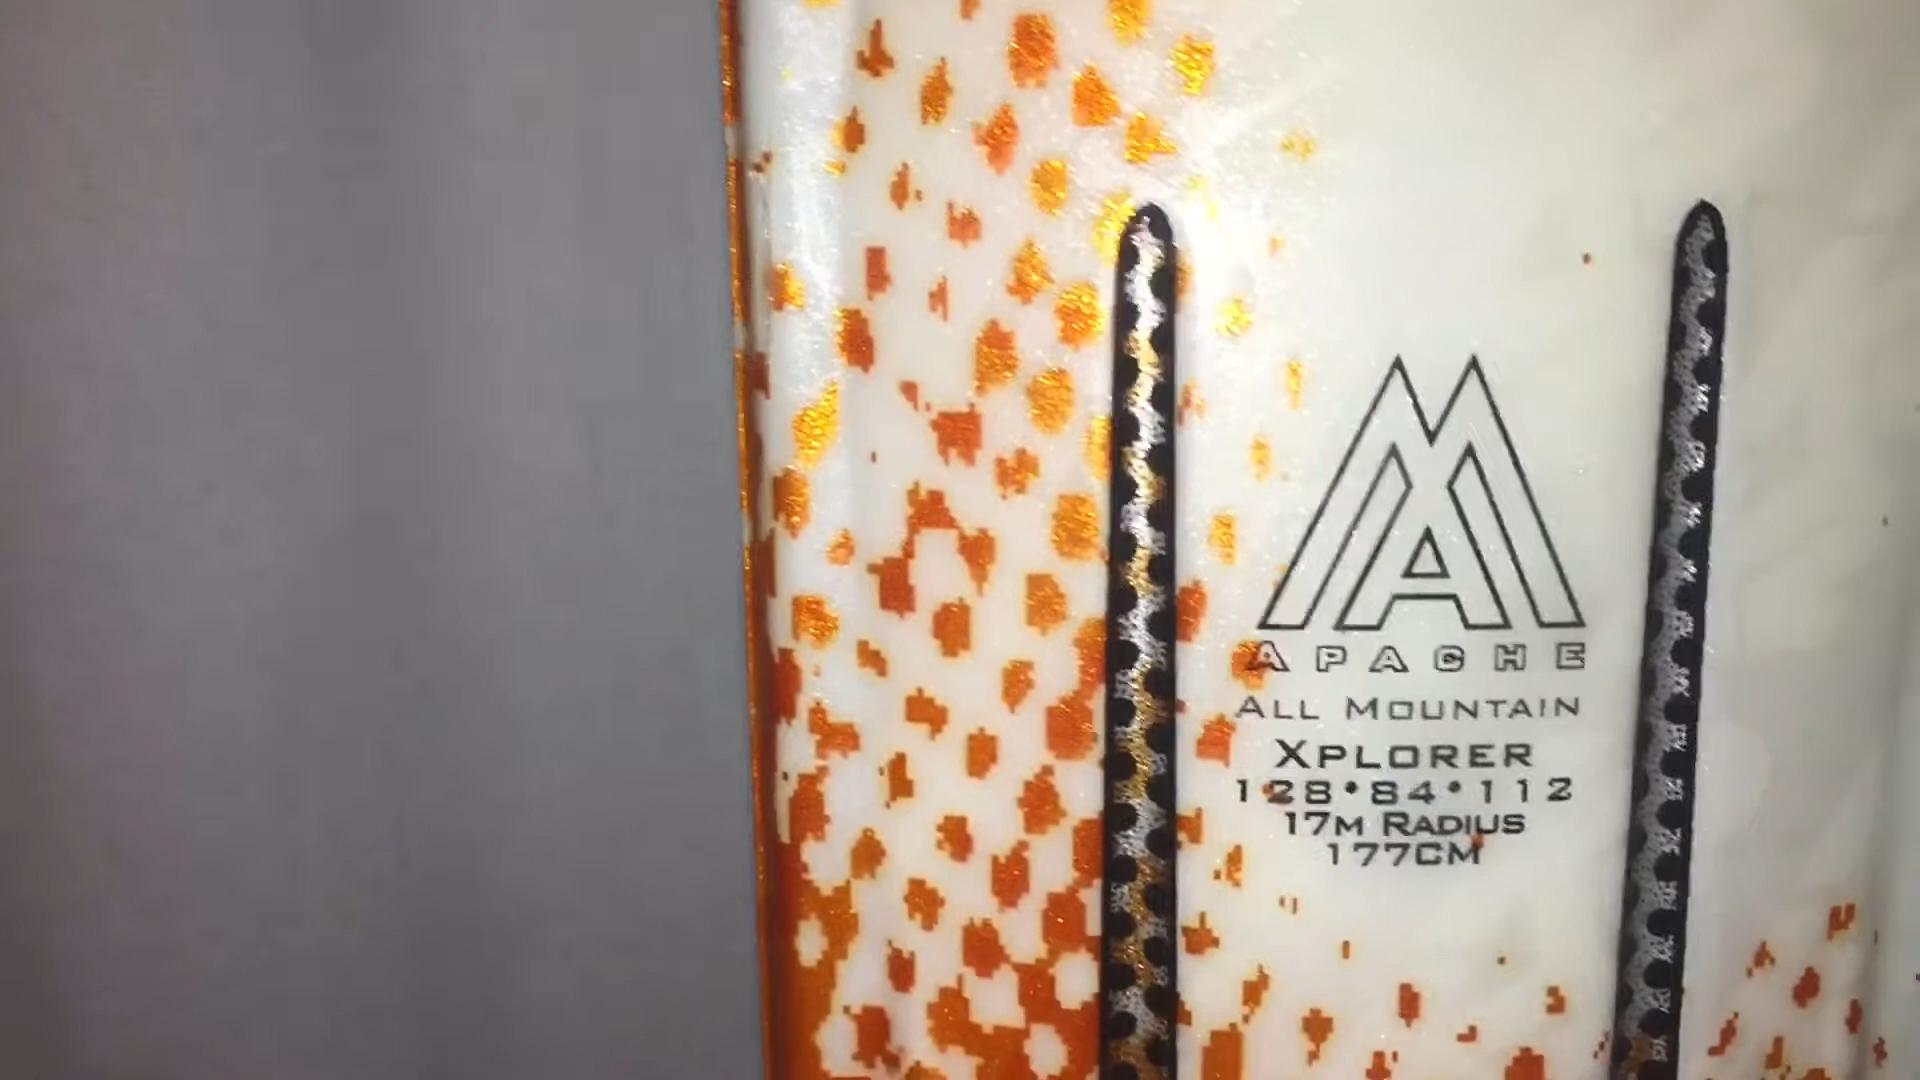 APACHE
ALL MOUNTAIN
XPLORER
128•84•112
17M RADIUS
177CM